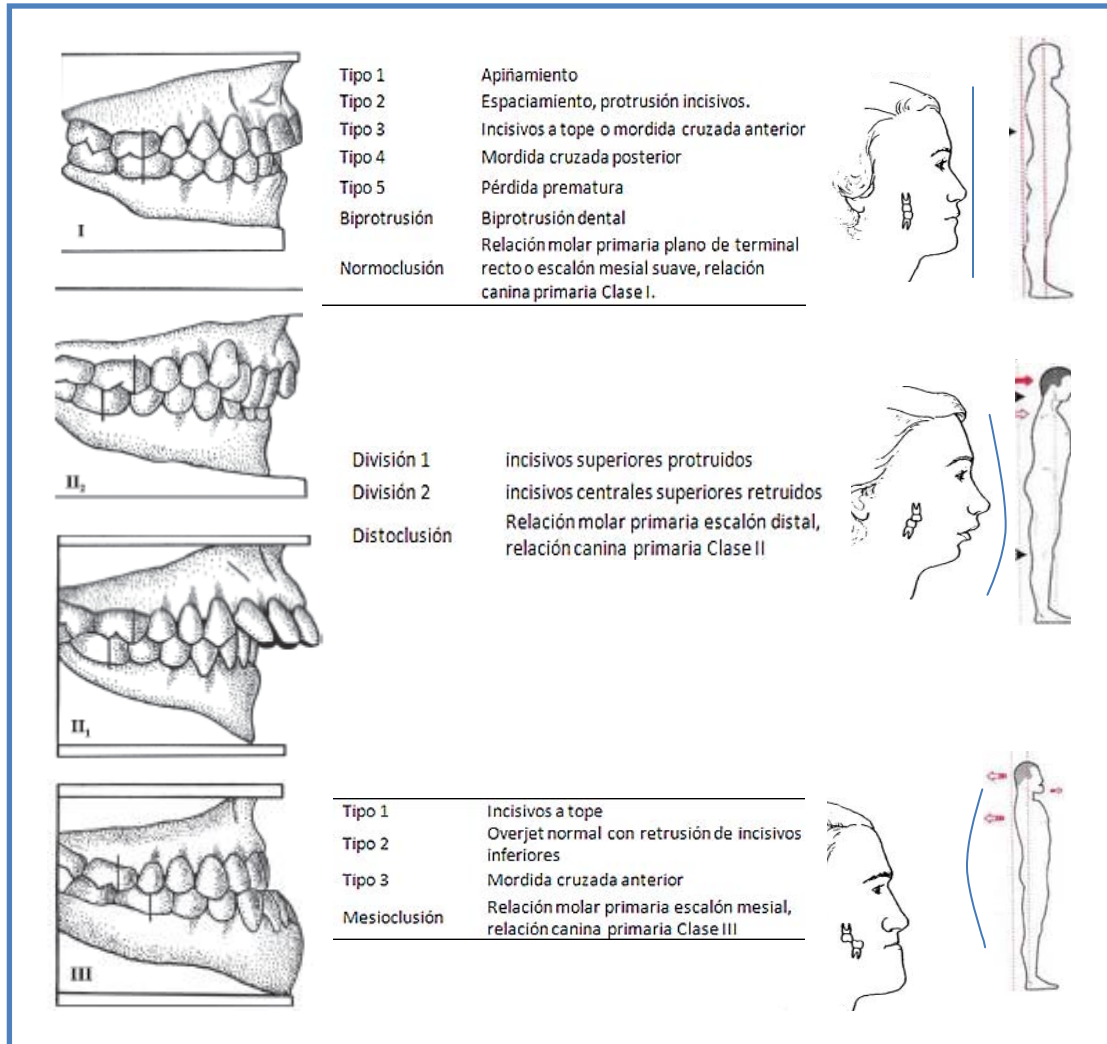 I
Tipo 1 Apiñamiento
Tipo 2 Espaciamiento, protrusión incisivos.
Tipo 3 Incisivos a tope o mordida cruzada anterior
Tipo 4 Mordida cruzada posterior
Tipo 5 Pérdida prematura
Biprotrusión Biprotrusión dental
Normoclusión Relación molar primaria plano de terminal
recto o escalón mesial suave, relación
canina primaria Clase I.
II2
División 1 incisivos superiores protruidos
División 2 incisivos centrales superiores retruidos
Distoclusión Relación molar primaria escalón distal,
relación canina primaria Clase II
II1
III
Tipo 1 Incisivos a tope
Tipo 2 Overjet normal con retrusión de incisivos
inferiores
Tipo 3 Mordida cruzada anterior
Mesioclusión Relación molar primaria escalón mesial,
relación canina primaria Clase III